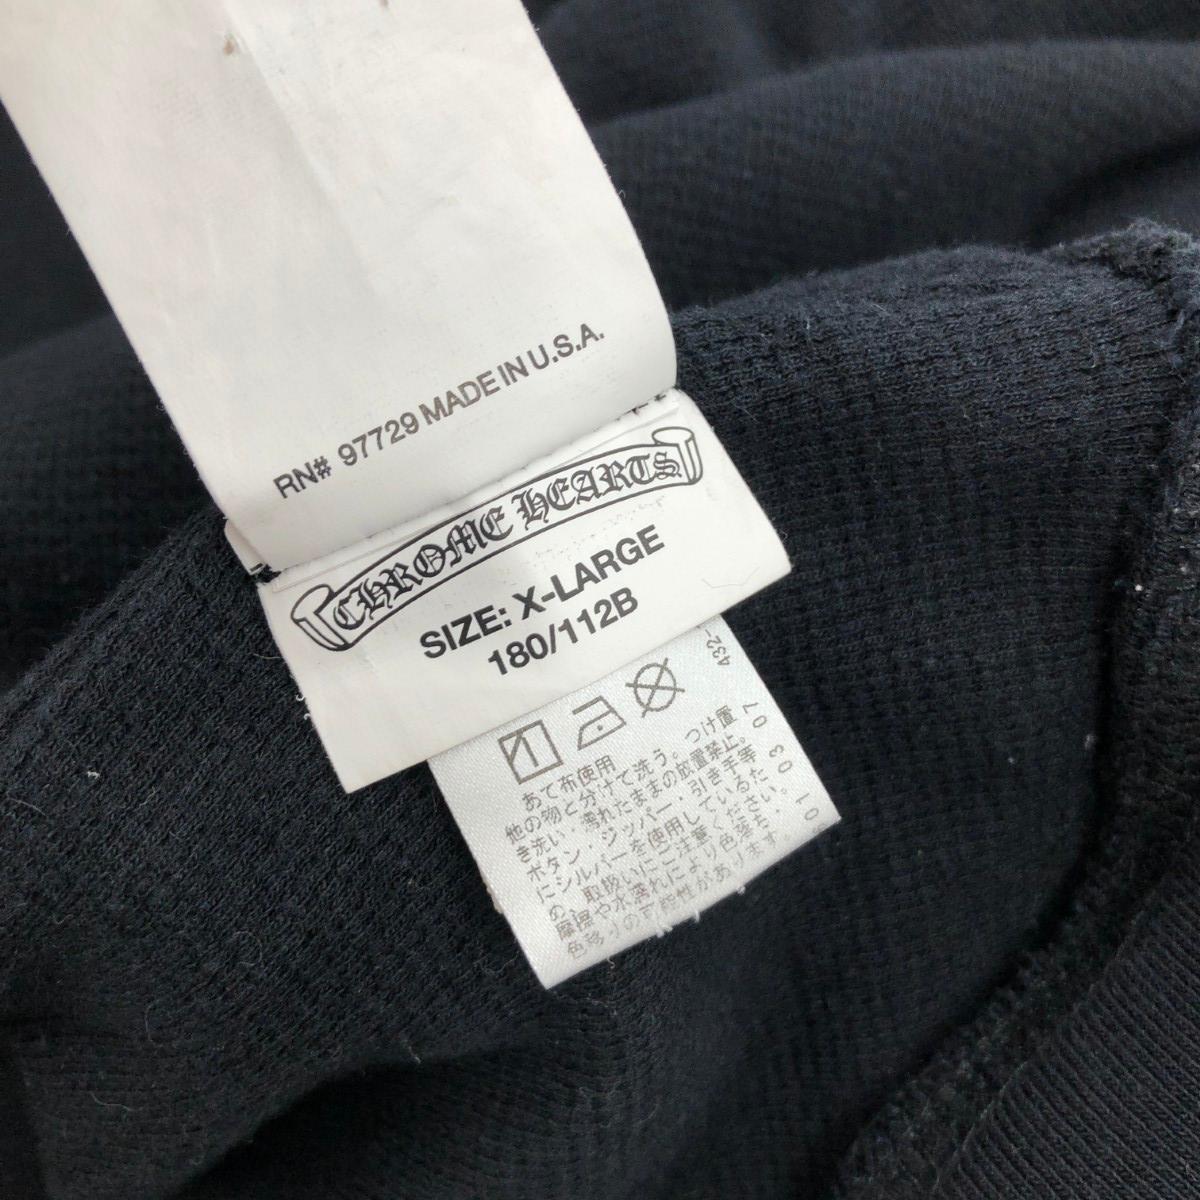 RN# 97729 MADE IN U.S.A.
CHROME HEARTS
SIZE: X-LARGE
180/112B
432-
あて布使用
他の物と分けて洗う。つけ置
き洗い・濡れたままの放置禁止。
ボタン・ジッパー・引き手等
にシルバーを使用しているた
め、取扱いにご注意ください。
摩擦や水濡れにより色落ち・
色移りの可能性があります。
01 03 07